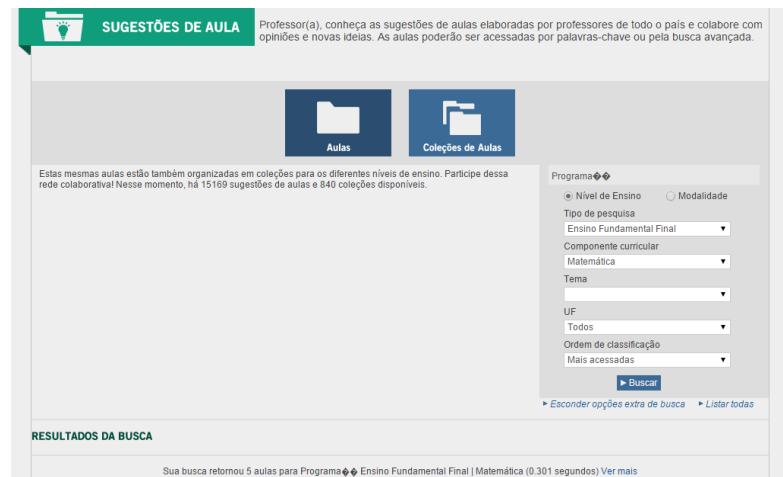 SUGESTÕES DE AULA
Professor(a), conheça as sugestões de aulas elaboradas por professores de todo o país e colabore com
opiniões e novas ideias. As aulas poderão ser acessadas por palavras-chave ou pela busca avançada.
Aulas
Coleções de Aulas
Estas mesmas aulas estão também organizadas em coleções para os diferentes níveis de ensino. Participe dessa
rede colaborativa! Nesse momento, há 15169 sugestões de aulas e 840 coleções disponíveis.
Programa��
Nível de Ensino
Modalidade
Tipo de pesquisa
Ensino Fundamental Final
Componente curricular
Matemática
Tema
UF
Todos
Ordem de classificação
Mais acessadas
Buscar
Esconder opções extra de busca
Listar todas
RESULTADOS DA BUSCA
Sua busca retornou 5 aulas para Programa�� Ensino Fundamental Final | Matemática (0.301 segundos) Ver mais